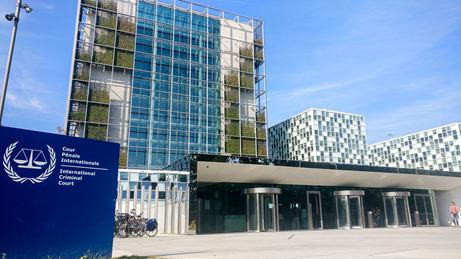 Cour
Pénale
Internationale
International
Criminal
Court